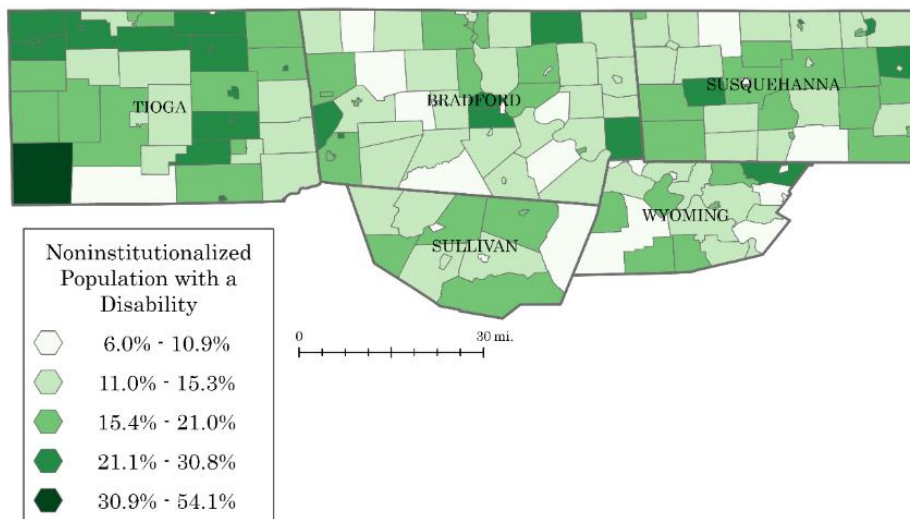 TIOGA
BRADFORD
SUSQUEHANNA
SULLIVAN
WYOMING
Noninstitutionalized
Population with a
Disability
6.0% - 10.9%
11.0% - 15.3%
15.4% - 21.0%
21.1% - 30.8%
30.9% - 54.1%
0 30 mi.